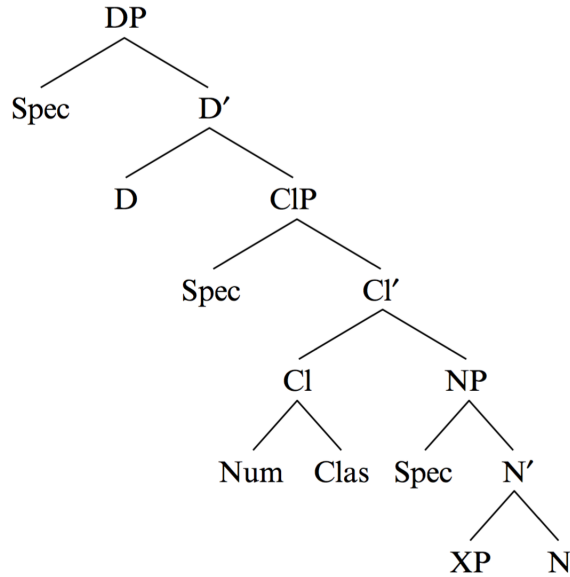 DP
Spec D′
D ClP
Spec Cl′
Cl NP
Num Clas Spec N′
XP N